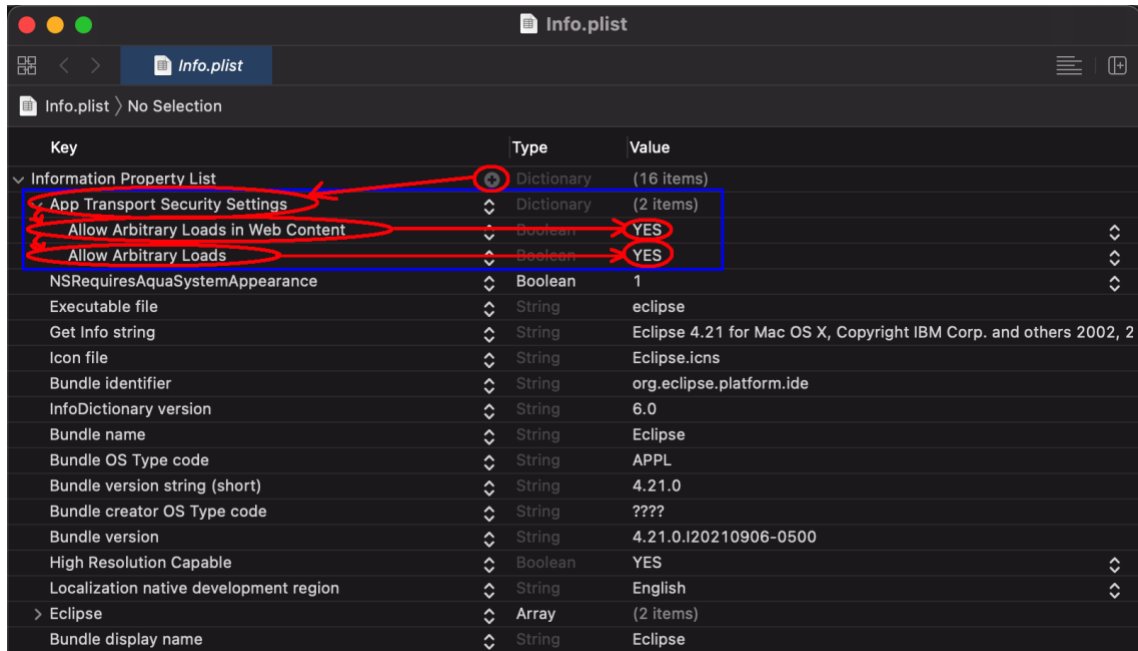 Info.plist
Info.plist
Info.plist 〉 No Selection
Key Type Value
Information Property List Dictionary (16 items)
App Transport Security Settings Dictionary (2 items)
Allow Arbitrary Loads in Web Content Boolean YES
Allow Arbitrary Loads Boolean YES
NSRequiresAquaSystemAppearance Boolean 1
Executable file String eclipse
Get Info string String Eclipse 4.21 for Mac OS X, Copyright IBM Corp. and others 2002, 2
Icon file String Eclipse.icns
Bundle identifier String org.eclipse.platform.ide
InfoDictionary version String 6.0
Bundle name String Eclipse
Bundle OS Type code String APPL
Bundle version string (short) String 4.21.0
Bundle creator OS Type code String ????
Bundle version String 4.21.0.I20210906-0500
High Resolution Capable Boolean YES
Localization native development region String English
Eclipse Array (2 items)
Bundle display name String Eclipse